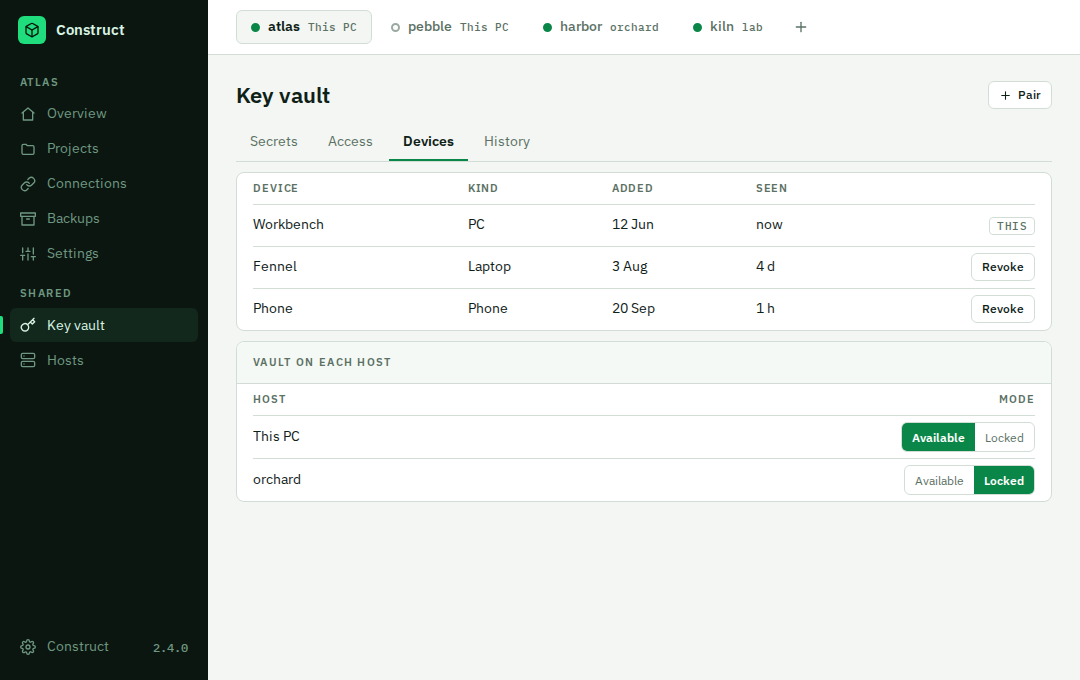 Construct
atlas This PC
pebble This PC
harbor orchard
kiln lab
ATLAS
Overview
Projects
Connections
Backups
Settings
SHARED
Key vault
Hosts
Construct 2.4.0
Key vault
Pair
Secrets Access Devices History
DEVICE KIND ADDED SEEN
Workbench PC 12 Jun now THIS
Fennel Laptop 3 Aug 4 d Revoke
Phone Phone 20 Sep 1 h Revoke
VAULT ON EACH HOST
HOST MODE
This PC Available Locked
orchard Available Locked